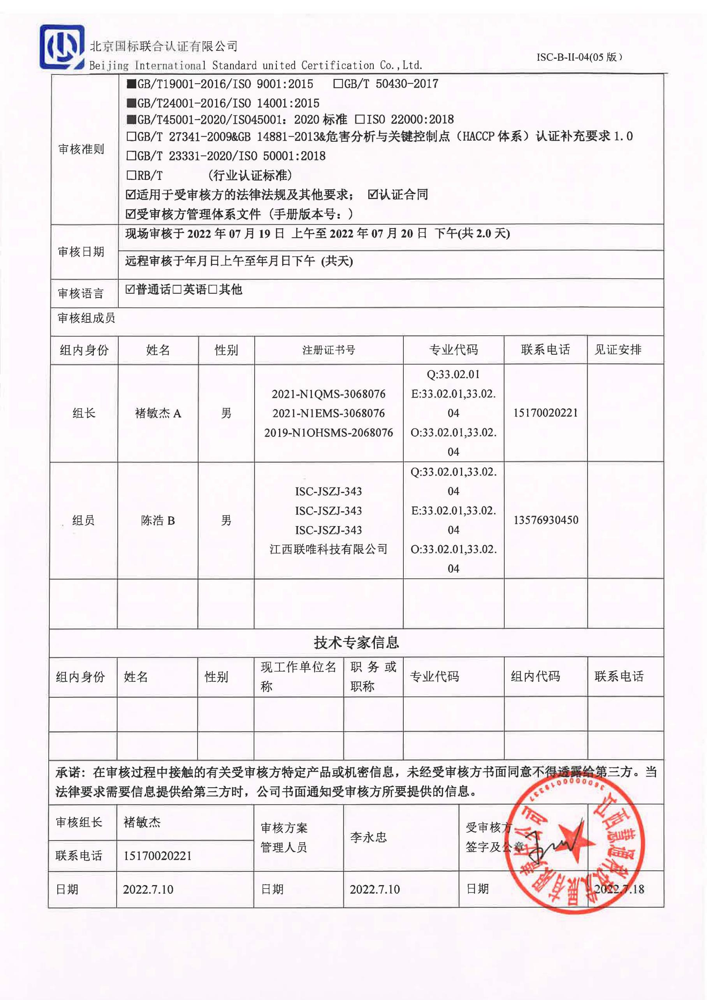 北京国标联合认证有限公司
Beijing International Standard united Certification Co.,Ltd.
ISC-B-II-04(05 版)
审核准则
■GB/T19001-2016/ISO 9001:2015 □GB/T 50430-2017
■GB/T24001-2016/ISO 14001:2015
■GB/T45001-2020/ISO45001：2020 标准 □ISO 22000:2018
□GB/T 27341-2009&GB 14881-2013&危害分析与关键控制点（HACCP 体系）认证补充要求 1.0
□GB/T 23331-2020/ISO 50001:2018
□RB/T (行业认证标准)
☑适用于受审核方的法律法规及其他要求； ☑认证合同
☑受审核方管理体系文件（手册版本号：）
审核日期
现场审核于 2022 年 07 月 19 日 上午至 2022 年 07 月 20 日 下午(共 2.0 天)
远程审核于年月日上午至年月日下午 (共天)
审核语言
☑普通话□英语□其他
审核组成员
组内身份 姓名 性别 注册证书号 专业代码 联系电话 见证安排
组长 褚敏杰 A 男
2021-N1QMS-3068076
2021-N1EMS-3068076
2019-N1OHSMS-2068076
Q:33.02.01
E:33.02.01,33.02.
04
O:33.02.01,33.02.
04
15170020221
组员 陈浩 B 男
ISC-JSZJ-343
ISC-JSZJ-343
ISC-JSZJ-343
江西联唯科技有限公司
Q:33.02.01,33.02.
04
E:33.02.01,33.02.
04
O:33.02.01,33.02.
04
13576930450
技术专家信息
组内身份 姓名 性别 现工作单位名
称
职 务 或
职称
专业代码 组内代码 联系电话
承诺：在审核过程中接触的有关受审核方特定产品或机密信息，未经受审核方书面同意不得透露给第三方。当
法律要求需要信息提供给第三方时，公司书面通知受审核方所要提供的信息。
审核组长 褚敏杰
联系电话 15170020221
审核方案
管理人员
李永忠
受审核方
签字及公章
日期 2022.7.10 日期 2022.7.10 日期 2022.7.18